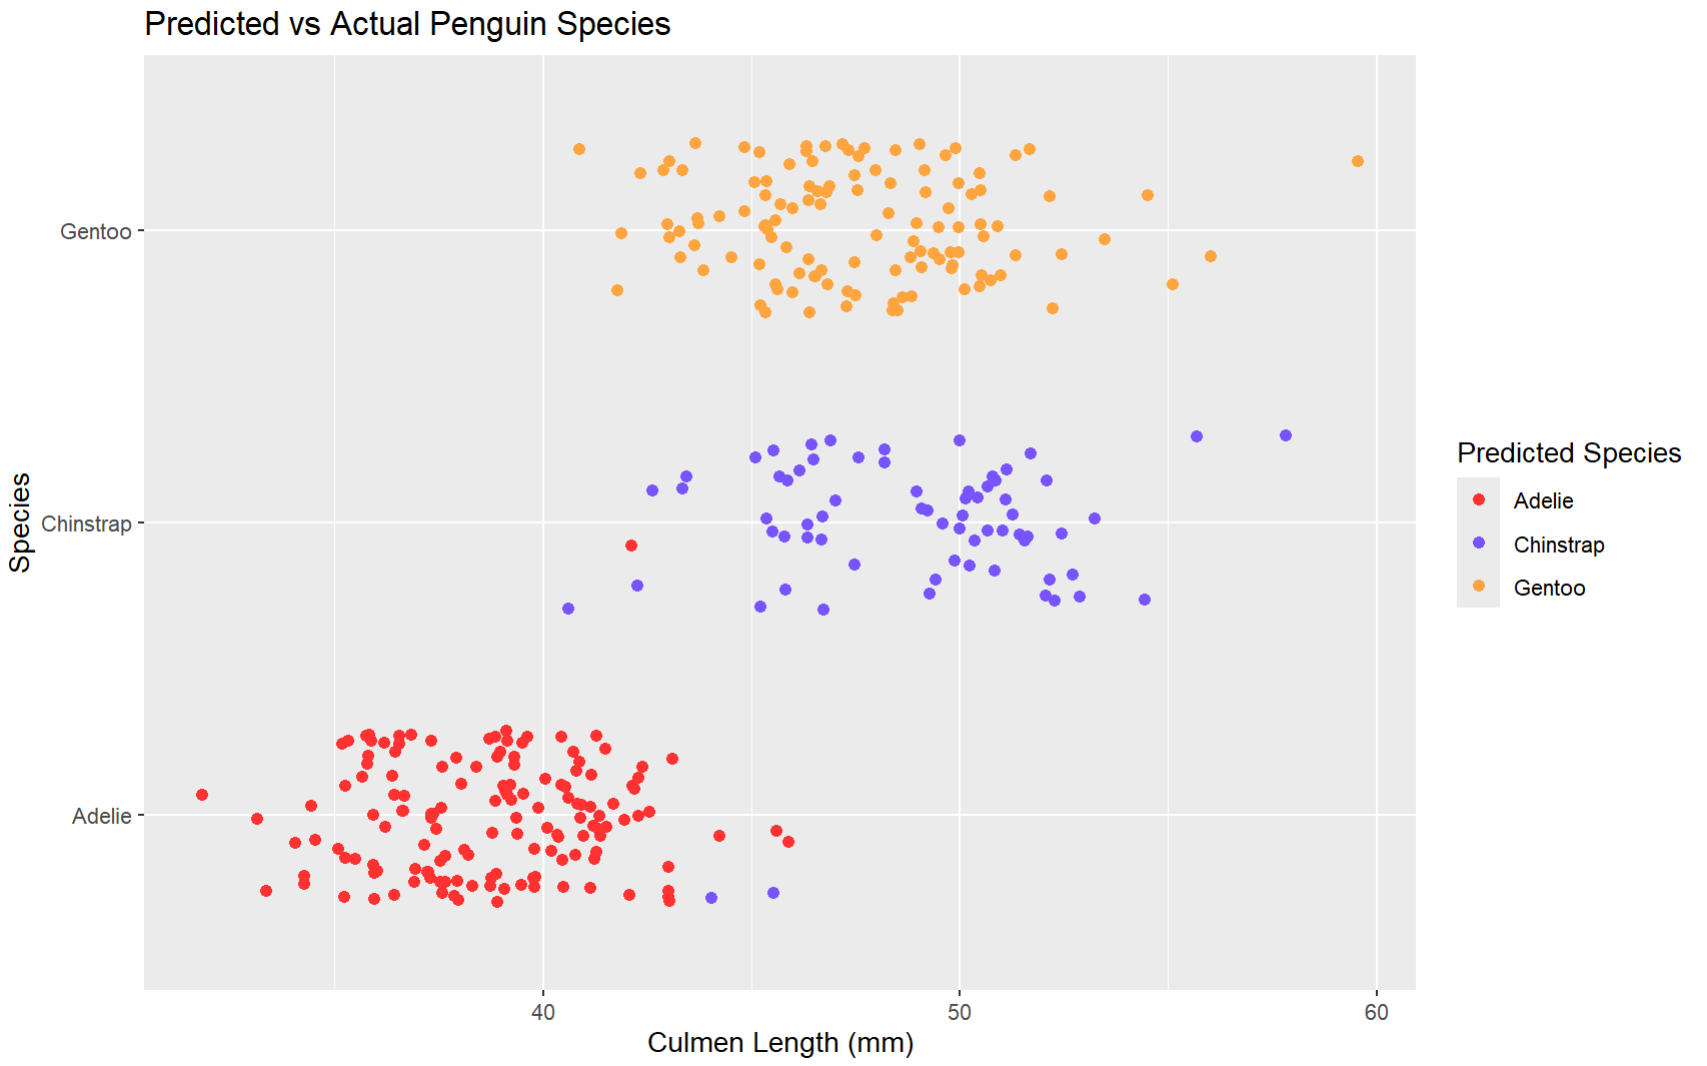 Predicted vs Actual Penguin Species
Species
Gentoo
Chinstrap
Adelie
40
50
60
Culmen Length (mm)
Predicted Species
Adelie
Chinstrap
Gentoo